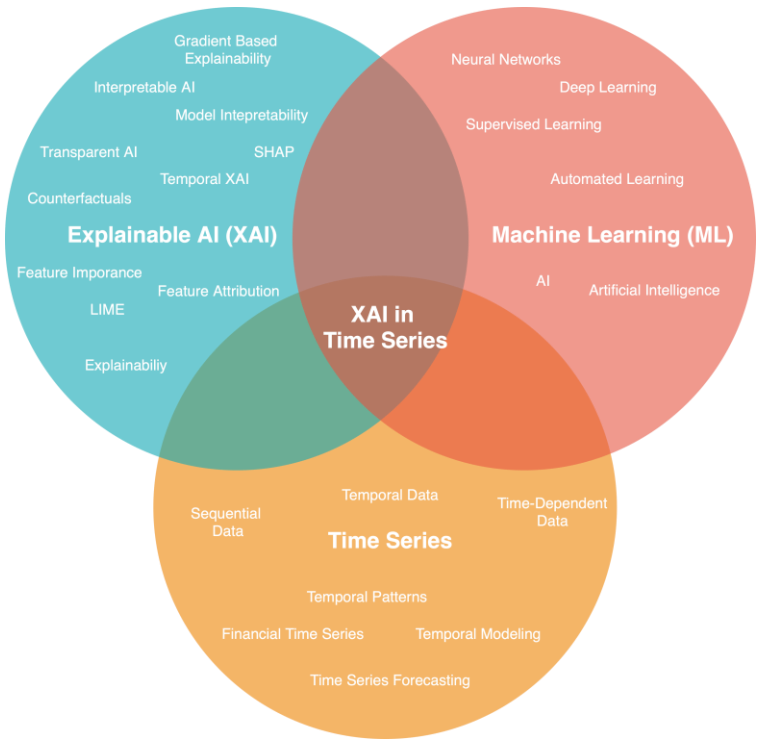 Gradient Based
Explainability
Interpretable AI
Model Intepretability
Transparent AI
SHAP
Temporal XAI
Counterfactuals
Explainable AI (XAI)
Feature Imporance
Feature Attribution
LIME
Explainabiliy
Neural Networks
Deep Learning
Supervised Learning
Automated Learning
Machine Learning (ML)
AI
Artificial Intelligence
XAI in
Time Series
Temporal Data
Sequential
Data
Time-Dependent
Data
Time Series
Temporal Patterns
Financial Time Series
Temporal Modeling
Time Series Forecasting